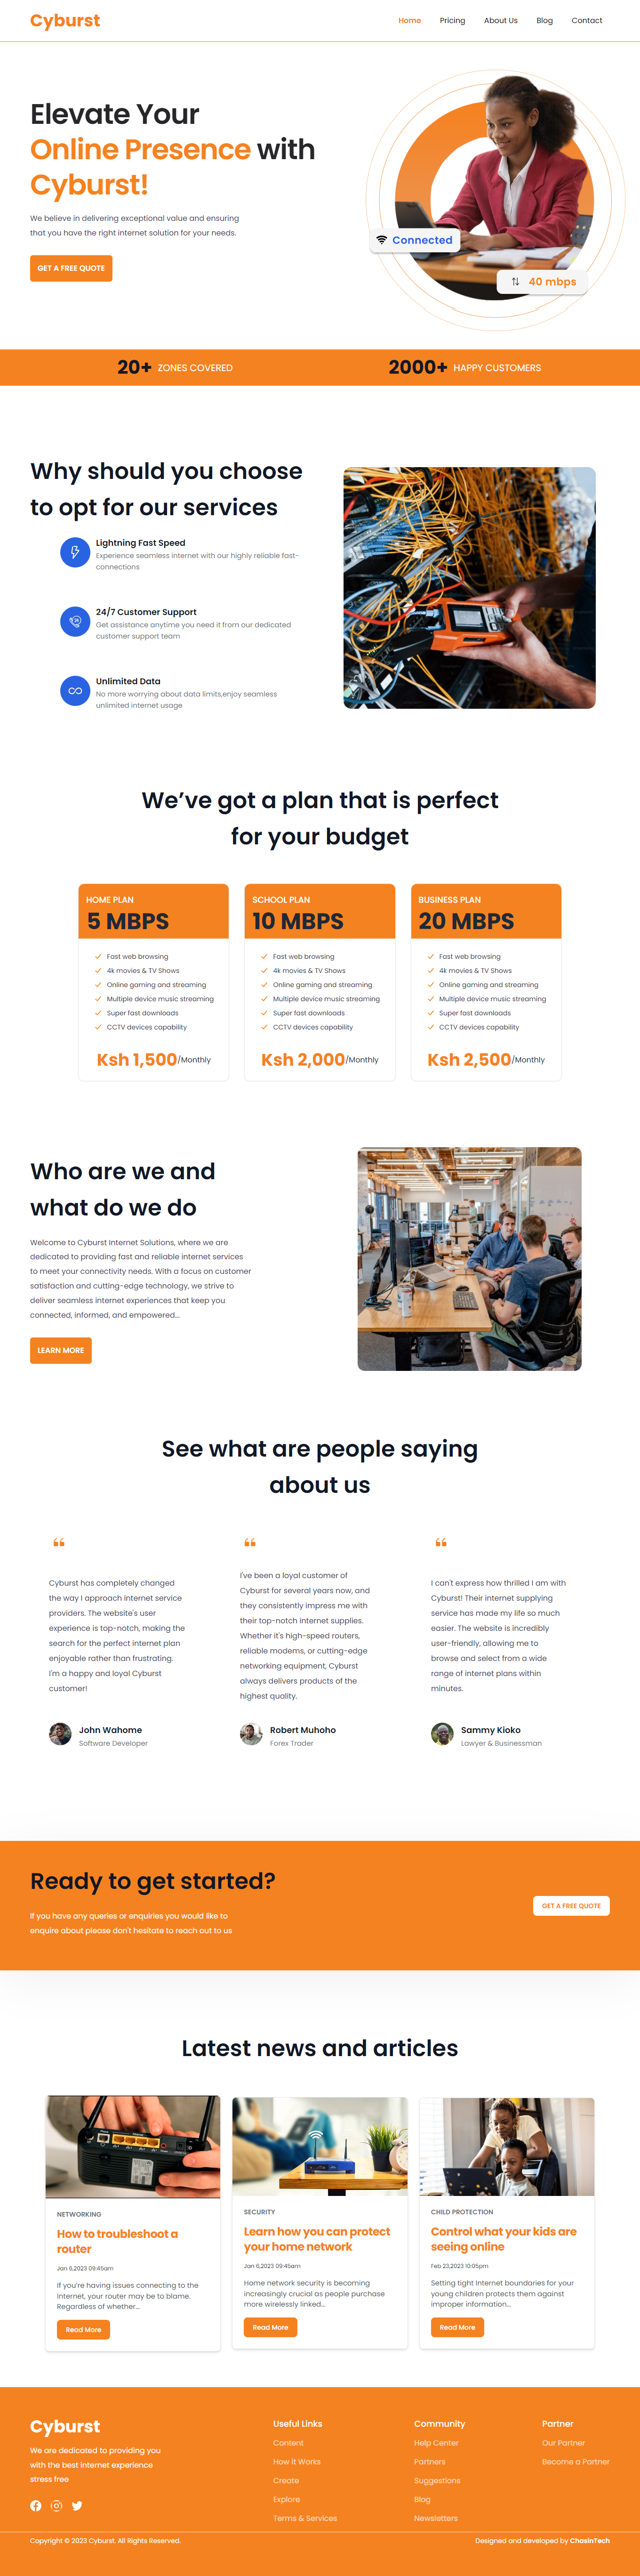 Cyburst
Home Pricing About Us Blog Contact
Elevate Your
Online Presence with
Cyburst!
We believe in delivering exceptional value and ensuring
that you have the right internet solution for your needs.
GET A FREE QUOTE
Connected
40 mbps
20+ ZONES COVERED
2000+ HAPPY CUSTOMERS
Why should you choose
to opt for our services
Lightning Fast Speed
Experience seamless internet with our highly reliable fast-
connections
24/7 Customer Support
Get assistance anytime you need it from our dedicated
customer support team
Unlimited Data
No more worrying about data limits,enjoy seamless
unlimited internet usage
We’ve got a plan that is perfect
for your budget
HOME PLAN
5 MBPS
Fast web browsing
4k movies & TV Shows
Online gaming and streaming
Multiple device music streaming
Super fast downloads
CCTV devices capability
Ksh 1,500/Monthly
SCHOOL PLAN
10 MBPS
Fast web browsing
4k movies & TV Shows
Online gaming and streaming
Multiple device music streaming
Super fast downloads
CCTV devices capability
Ksh 2,000/Monthly
BUSINESS PLAN
20 MBPS
Fast web browsing
4k movies & TV Shows
Online gaming and streaming
Multiple device music streaming
Super fast downloads
CCTV devices capability
Ksh 2,500/Monthly
Who are we and
what do we do
Welcome to Cyburst Internet Solutions, where we are
dedicated to providing fast and reliable internet services
to meet your connectivity needs. With a focus on customer
satisfaction and cutting-edge technology, we strive to
deliver seamless internet experiences that keep you
connected, informed, and empowered...
LEARN MORE
See what are people saying
about us
Cyburst has completely changed
the way I approach internet service
providers. The website's user
experience is top-notch, making the
search for the perfect internet plan
enjoyable rather than frustrating.
I'm a happy and loyal Cyburst
customer!
John Wahome
Software Developer
I've been a loyal customer of
Cyburst for several years now, and
they consistently impress me with
their top-notch internet supplies.
Whether it's high-speed routers,
reliable modems, or cutting-edge
networking equipment, Cyburst
always delivers products of the
highest quality.
Robert Muhoho
Forex Trader
I can't express how thrilled I am with
Cyburst! Their internet supplying
service has made my life so much
easier. The website is incredibly
user-friendly, allowing me to
browse and select from a wide
range of internet plans within
minutes.
Sammy Kioko
Lawyer & Businessman
Ready to get started?
If you have any queries or enquiries you would like to
enquire about please don't hesitate to reach out to us
GET A FREE QUOTE
Latest news and articles
NETWORKING
How to troubleshoot a
router
Jan 6,2023 09:45am
If you’re having issues connecting to the
Internet, your router may be to blame.
Regardless of whether...
Read More
SECURITY
Learn how you can protect
your home network
Jan 6,2023 09:45am
Home network security is becoming
increasingly crucial as people purchase
more wirelessly linked...
Read More
CHILD PROTECTION
Control what your kids are
seeing online
Feb 23,2023 10:05pm
Setting tight Internet boundaries for your
young children protects them against
improper information...
Read More
Cyburst
We are dedicated to providing you
with the best internet experience
stress free
Useful Links
Content
How It Works
Create
Explore
Terms & Services
Community
Help Center
Partners
Suggestions
Blog
Newsletters
Partner
Our Partner
Become a Partner
Copyright © 2023 Cyburst. All Rights Reserved.
Designed and developed by ChasinTech